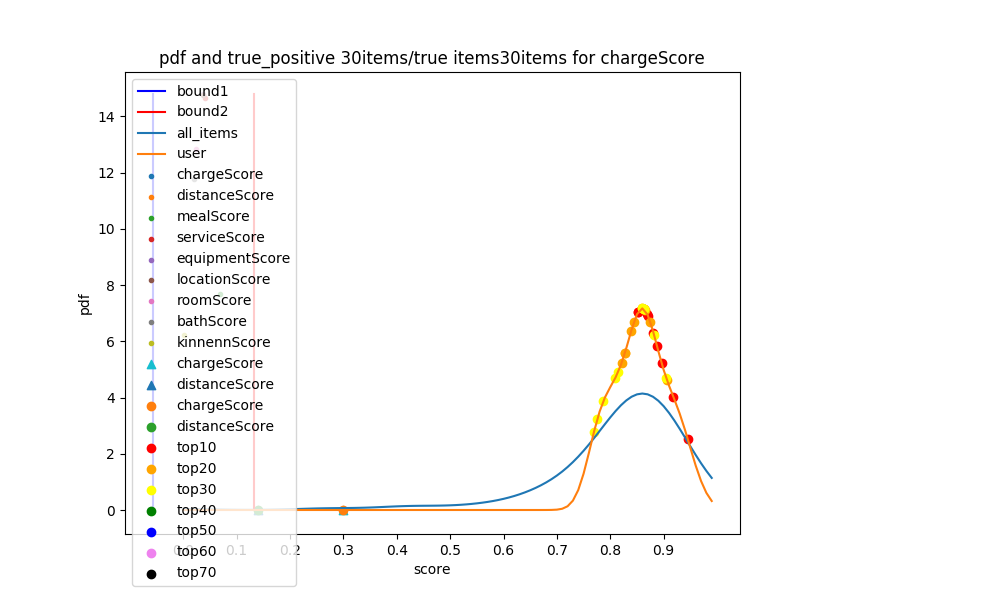 pdf and true_positive 30items/true items30items for chargeScore
pdf
14
12
10
8
6
4
2
0
bound1
bound2
all_items
user
chargeScore
distanceScore
mealScore
serviceScore
equipmentScore
locationScore
roomScore
bathScore
kinnennScore
chargeScore
distanceScore
chargeScore
distanceScore
top10
top20
top30
top40
top50
top60
top70
0.0 0.1 0.2 0.3 0.4 0.5 0.6 0.7 0.8 0.9
score